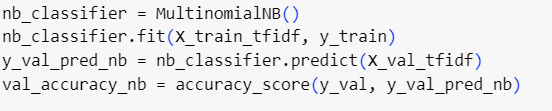 nb_classifier = MultinomialNB()
nb_classifier.fit(X_train_tfidf, y_train)
y_val_pred_nb = nb_classifier.predict(X_val_tfidf)
val_accuracy_nb = accuracy_score(y_val, y_val_pred_nb)